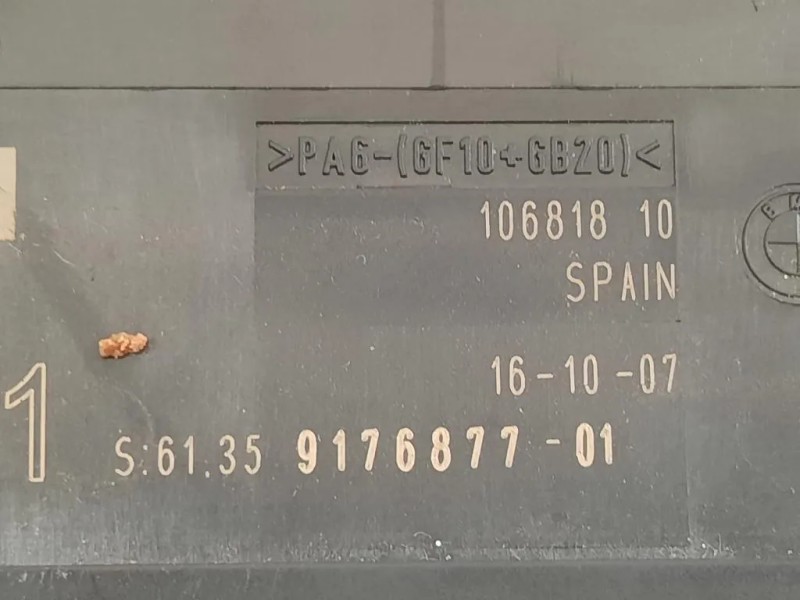 >PA6-(GF10+GB20)<
106818 10
SPAIN
16-10-07
1
S:61.35 9176877-01